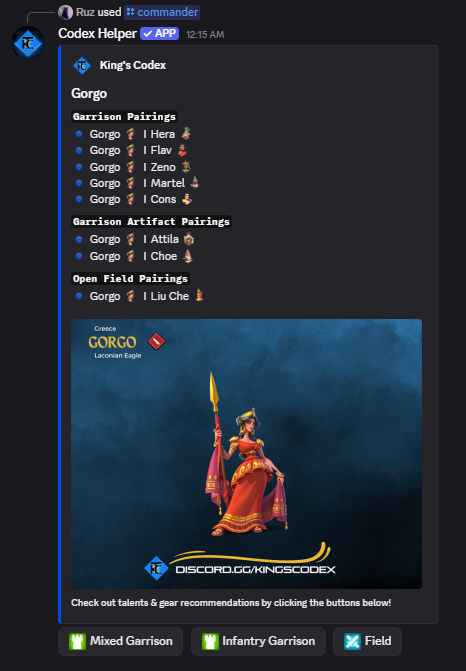 Ruz used commander
Codex Helper APP 12:15 AM
King's Codex
Gorgo
Garrison Pairings
Gorgo | Hera
Gorgo | Flav
Gorgo | Zeno
Gorgo | Martel
Gorgo | Cons
Garrison Artifact Pairings
Gorgo | Attila
Gorgo | Choe
Open Field Pairings
Gorgo | Liu Che
Greece
GORGO
Laconian Eagle
DISCORD.GG/KINGSCODEX
Check out talents & gear recommendations by clicking the buttons below!
Mixed Garrison Infantry Garrison Field